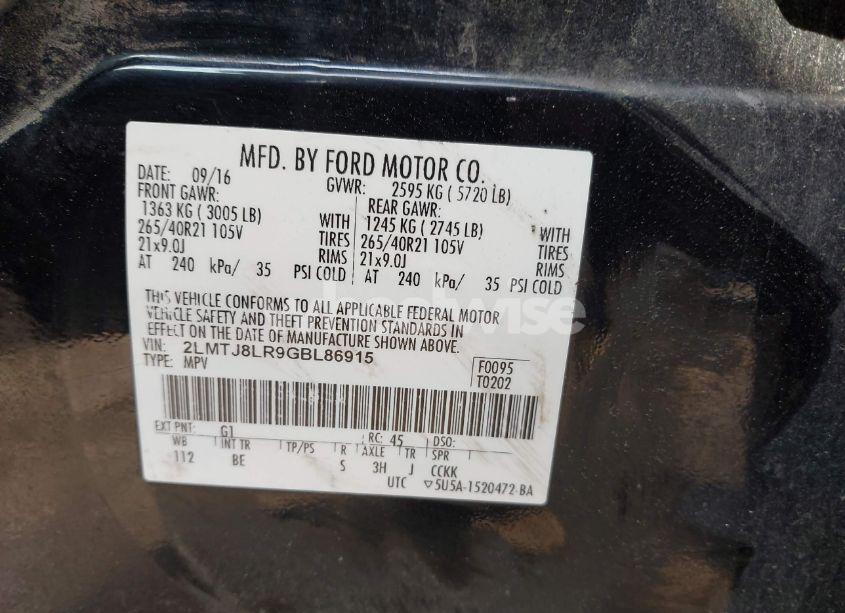 MFD. BY FORD MOTOR CO.
DATE: 09/16 GVWR: 2595 KG ( 5720 LB)
FRONT GAWR: REAR GAWR:
1363 KG ( 3005 LB) WITH 1245 KG ( 2745 LB) WITH
265/40R21 105V TIRES 265/40R21 105V TIRES
21x9.0J RIMS 21x9.0J RIMS
AT 240 kPa/ 35 PSI COLD AT 240 kPa/ 35 PSI COLD
THIS VEHICLE CONFORMS TO ALL APPLICABLE FEDERAL MOTOR
VEHICLE SAFETY AND THEFT PREVENTION STANDARDS IN
EFFECT ON THE DATE OF MANUFACTURE SHOWN ABOVE.
VIN: 2LMTJ8LR9GBL86915
TYPE: MPV
F0095
T0202
EXT PNT: G1 RC: 45 DSO:
WB INT TR TP/PS R AXLE TR SPR
112 BE S 3H J CCKK
UTC ▽5U5A-1520472-BA